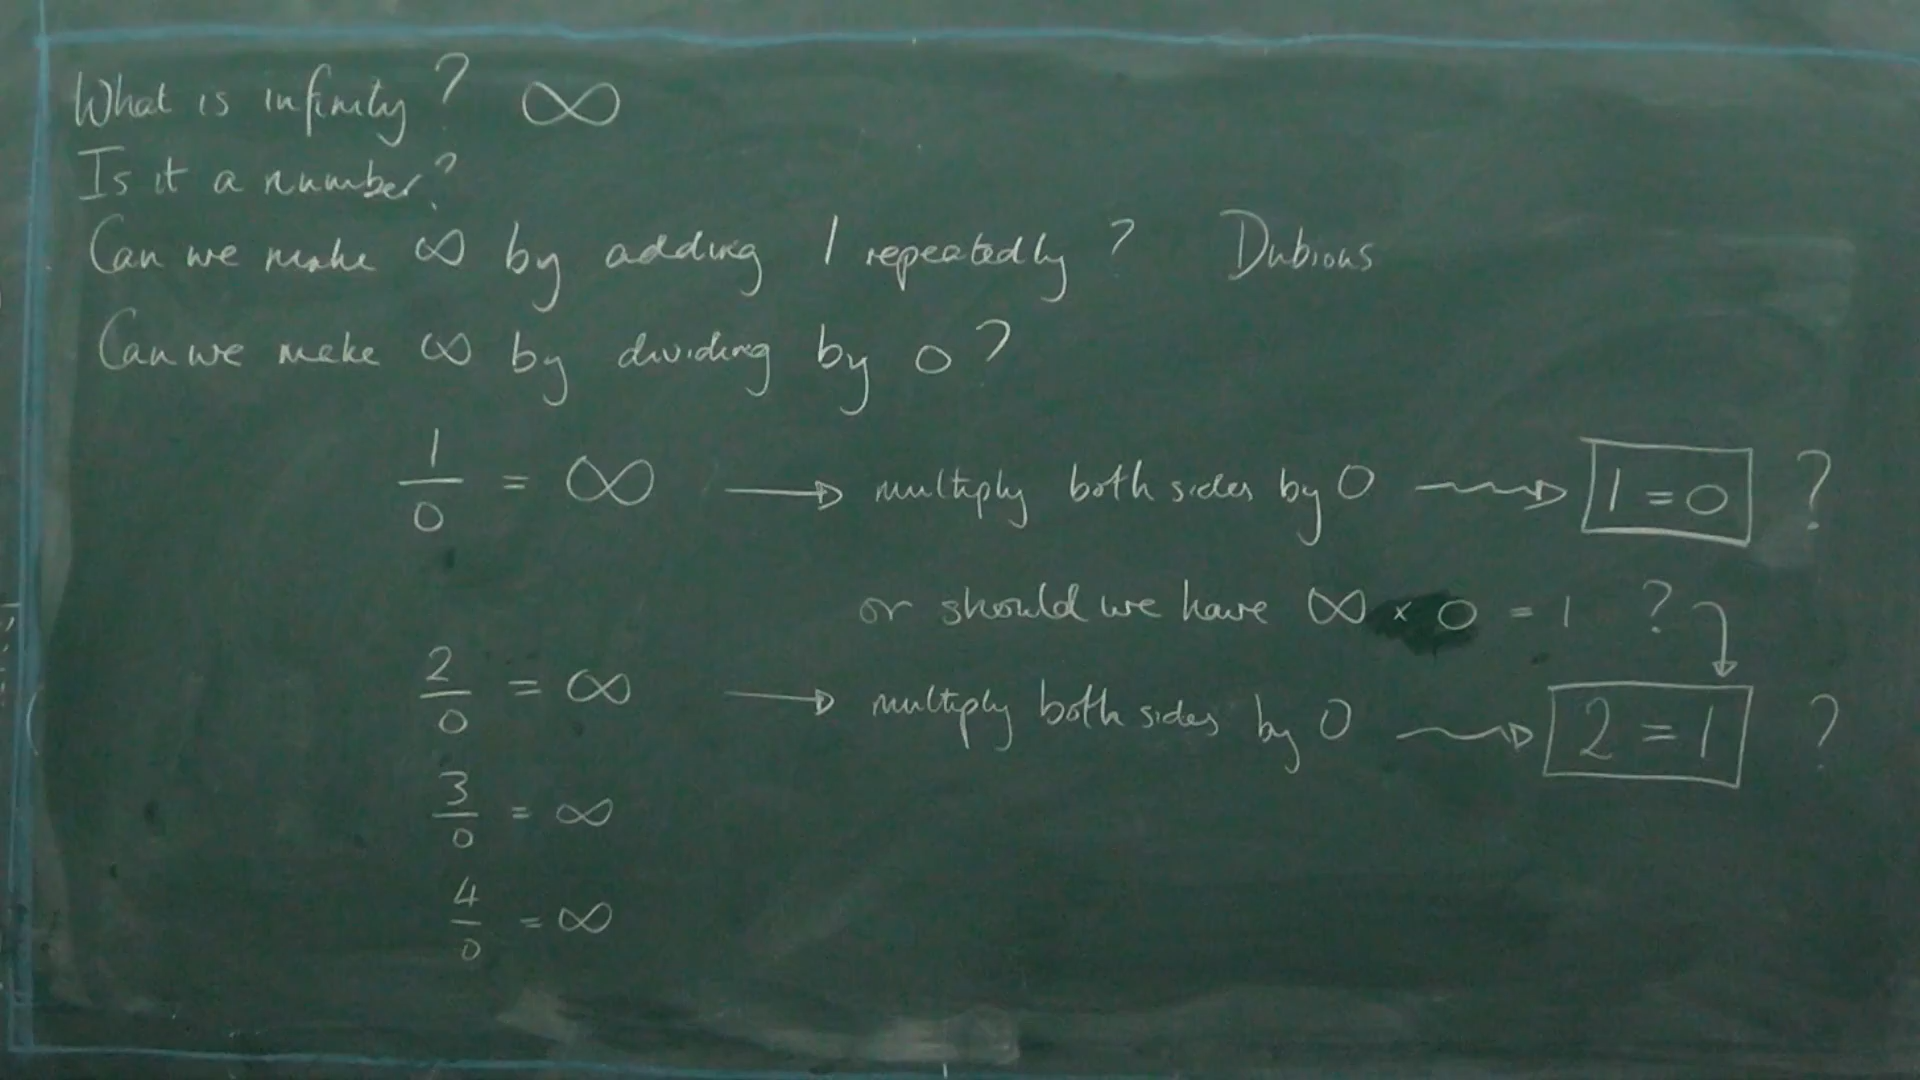 What is infinity? ∞
Is it a number?
Can we make ∞ by adding 1 repeatedly? Dubious
Can we make ∞ by dividing by 0?
1/0 = ∞ → multiply both sides by 0 → 1 = 0 ?
or should we have ∞ × 0 = 1 ?
2/0 = ∞ → multiply both sides by 0 → 2 = 1 ?
3/0 = ∞
4/0 = ∞